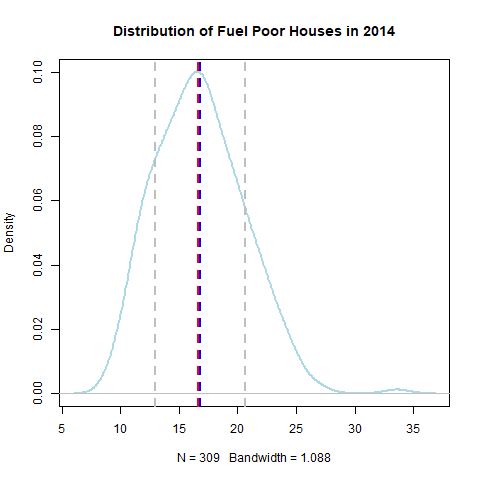 Distribution of Fuel Poor Houses in 2014
Density
0.10
0.08
0.06
0.04
0.02
0.00
5 10 15 20 25 30 35
N = 309 Bandwidth = 1.088